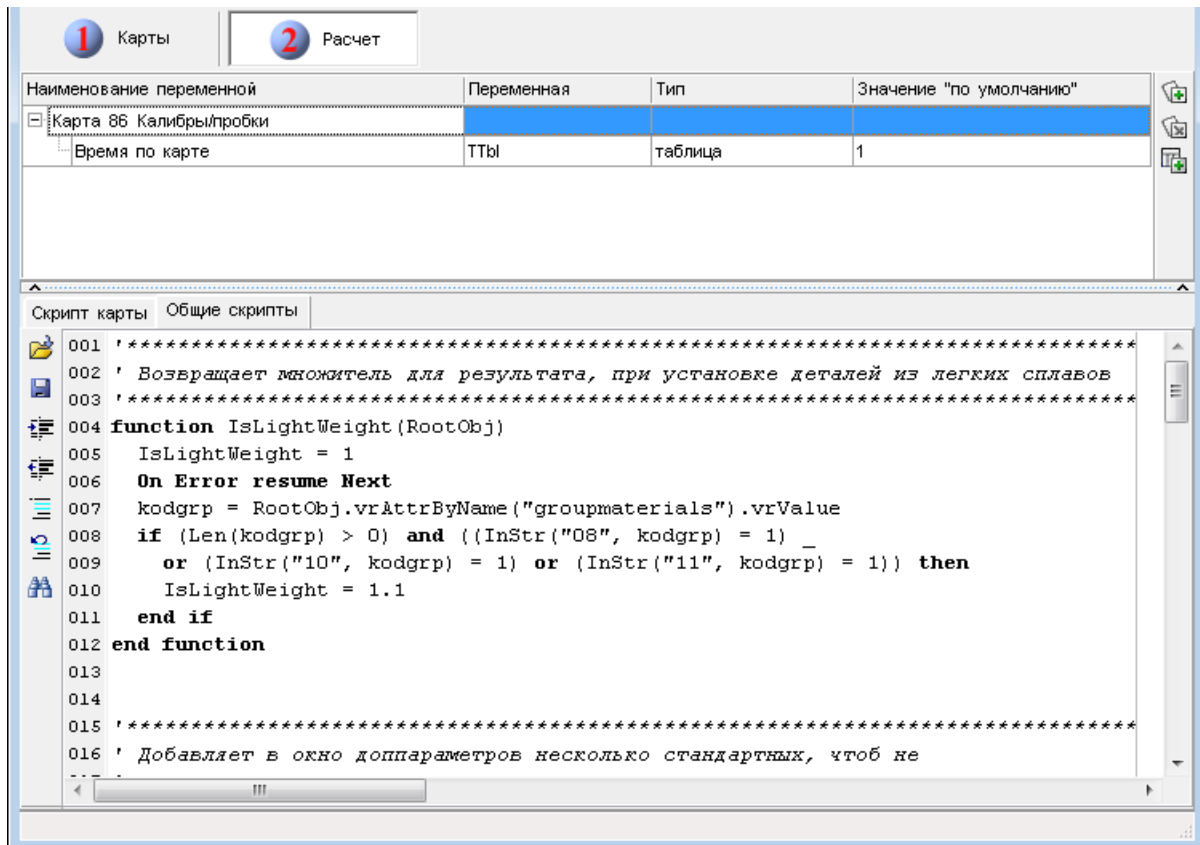 1 Карты 2 Расчет
Наименование переменной Переменная Тип Значение "по умолчанию"
Карта 86 Калибры/пробки
Время по карте TTbl таблица 1
Скрипт карты Общие скрипты
001 '*******************************************************************************
002 ' Возвращает множитель для результата, при установке деталей из легких сплавов
003 '*******************************************************************************
004 function IsLightWeight(RootObj)
005 IsLightWeight = 1
006 On Error resume Next
007 kodgrp = RootObj.vrAttrByName("groupmaterials").vrValue
008 if (Len(kodgrp) > 0) and ((InStr("08", kodgrp) = 1) _
009 or (InStr("10", kodgrp) = 1) or (InStr("11", kodgrp) = 1)) then
010 IsLightWeight = 1.1
011 end if
012 end function
013
014
015 '*******************************************************************************
016 ' Добавляет в окно доппараметров несколько стандартных, чтоб не